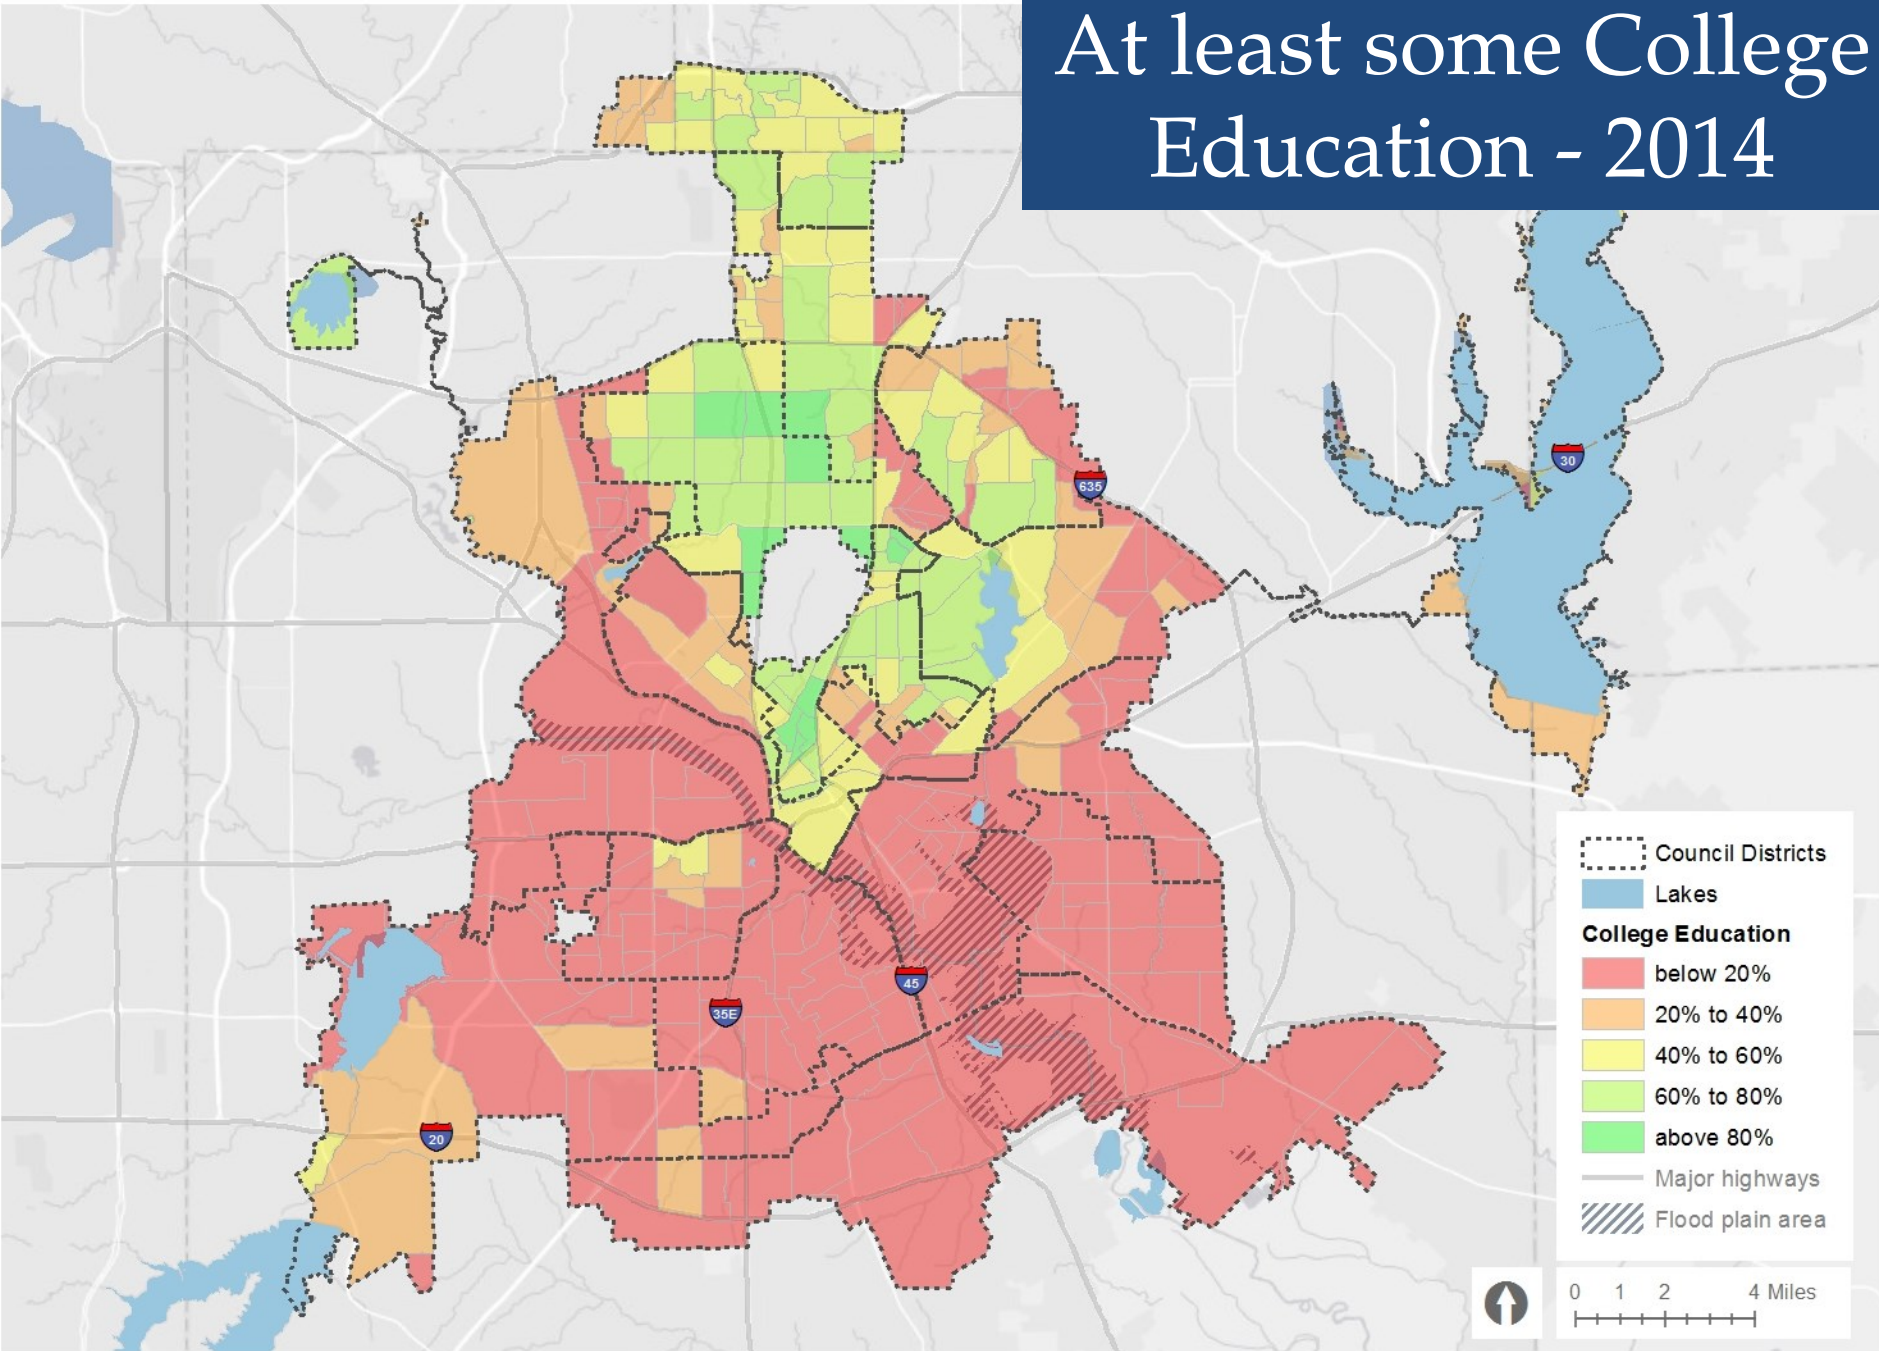 At least some College
Education - 2014
30
635
45
35E
20
Council Districts
Lakes
College Education
below 20%
20% to 40%
40% to 60%
60% to 80%
above 80%
Major highways
Flood plain area
0 1 2 4 Miles